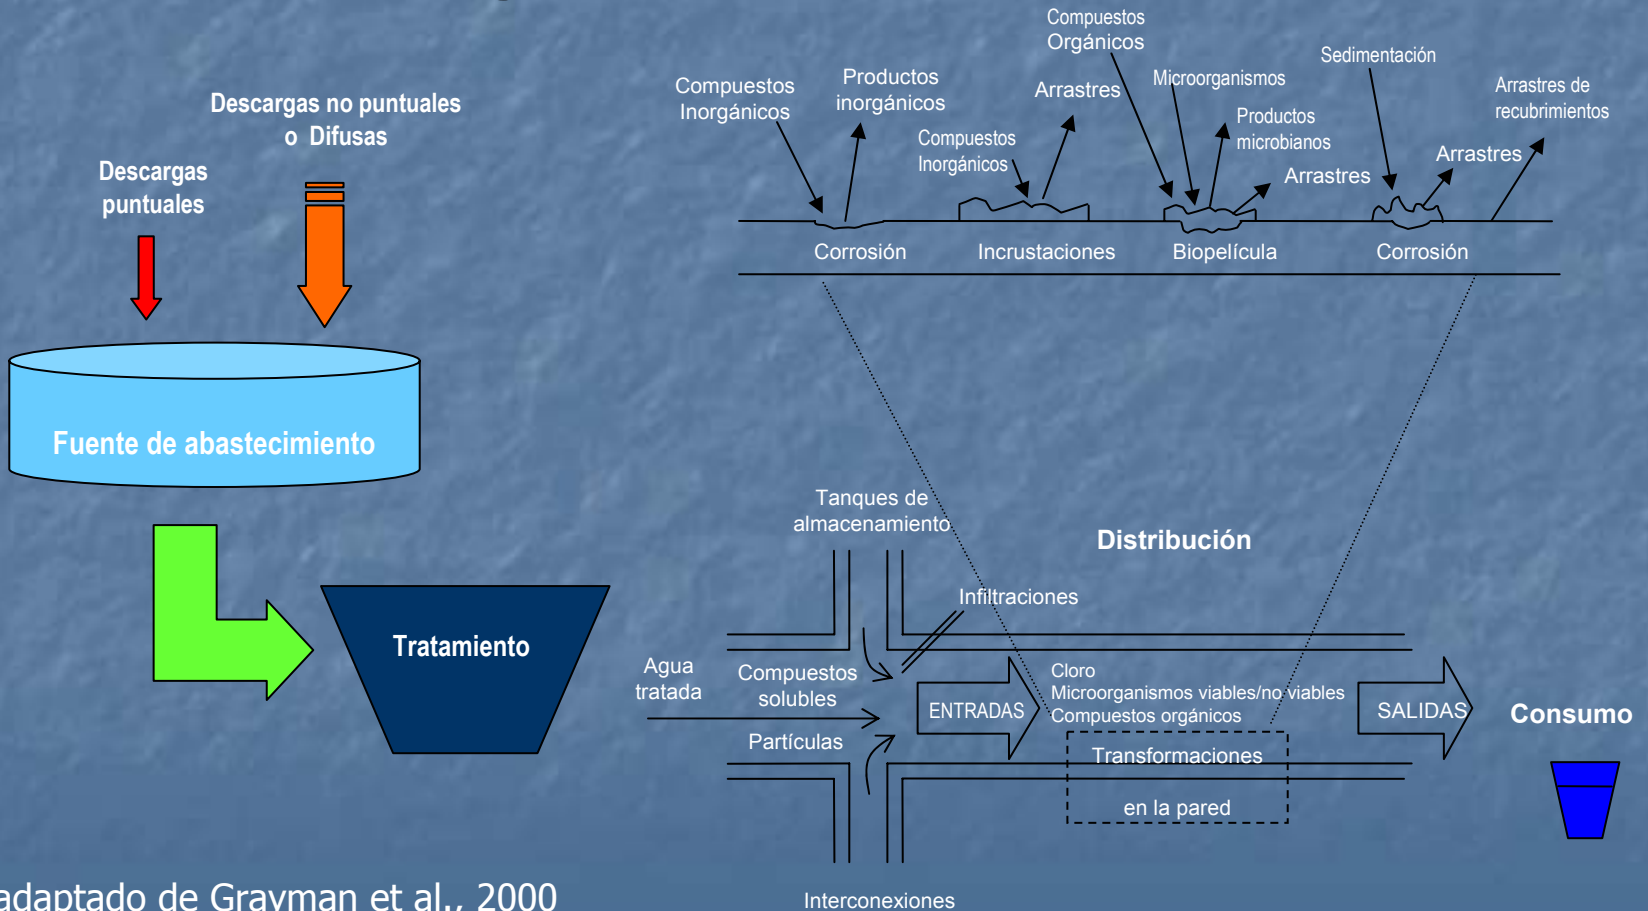 Descargas no puntuales
o Difusas
Descargas
puntuales
Fuente de abastecimiento
Tratamiento
Compuestos
Inorgánicos
Productos
inorgánicos
Compuestos
Inorgánicos
Arrastres
Compuestos
Orgánicos
Microorganismos
Productos
microbianos
Arrastres
Sedimentación
Arrastres
Arrastres de
recubrimientos
Corrosión
Incrustaciones
Biopelícula
Corrosión
Tanques de
almacenamiento
Distribución
Infiltraciones
Agua
tratada
Compuestos
solubles
Partículas
ENTRADAS
Cloro
Microorganismos viables/no viables
Compuestos orgánicos
Transformaciones
en la pared
SALIDAS
Consumo
Interconexiones
adaptado de Grayman et al., 2000